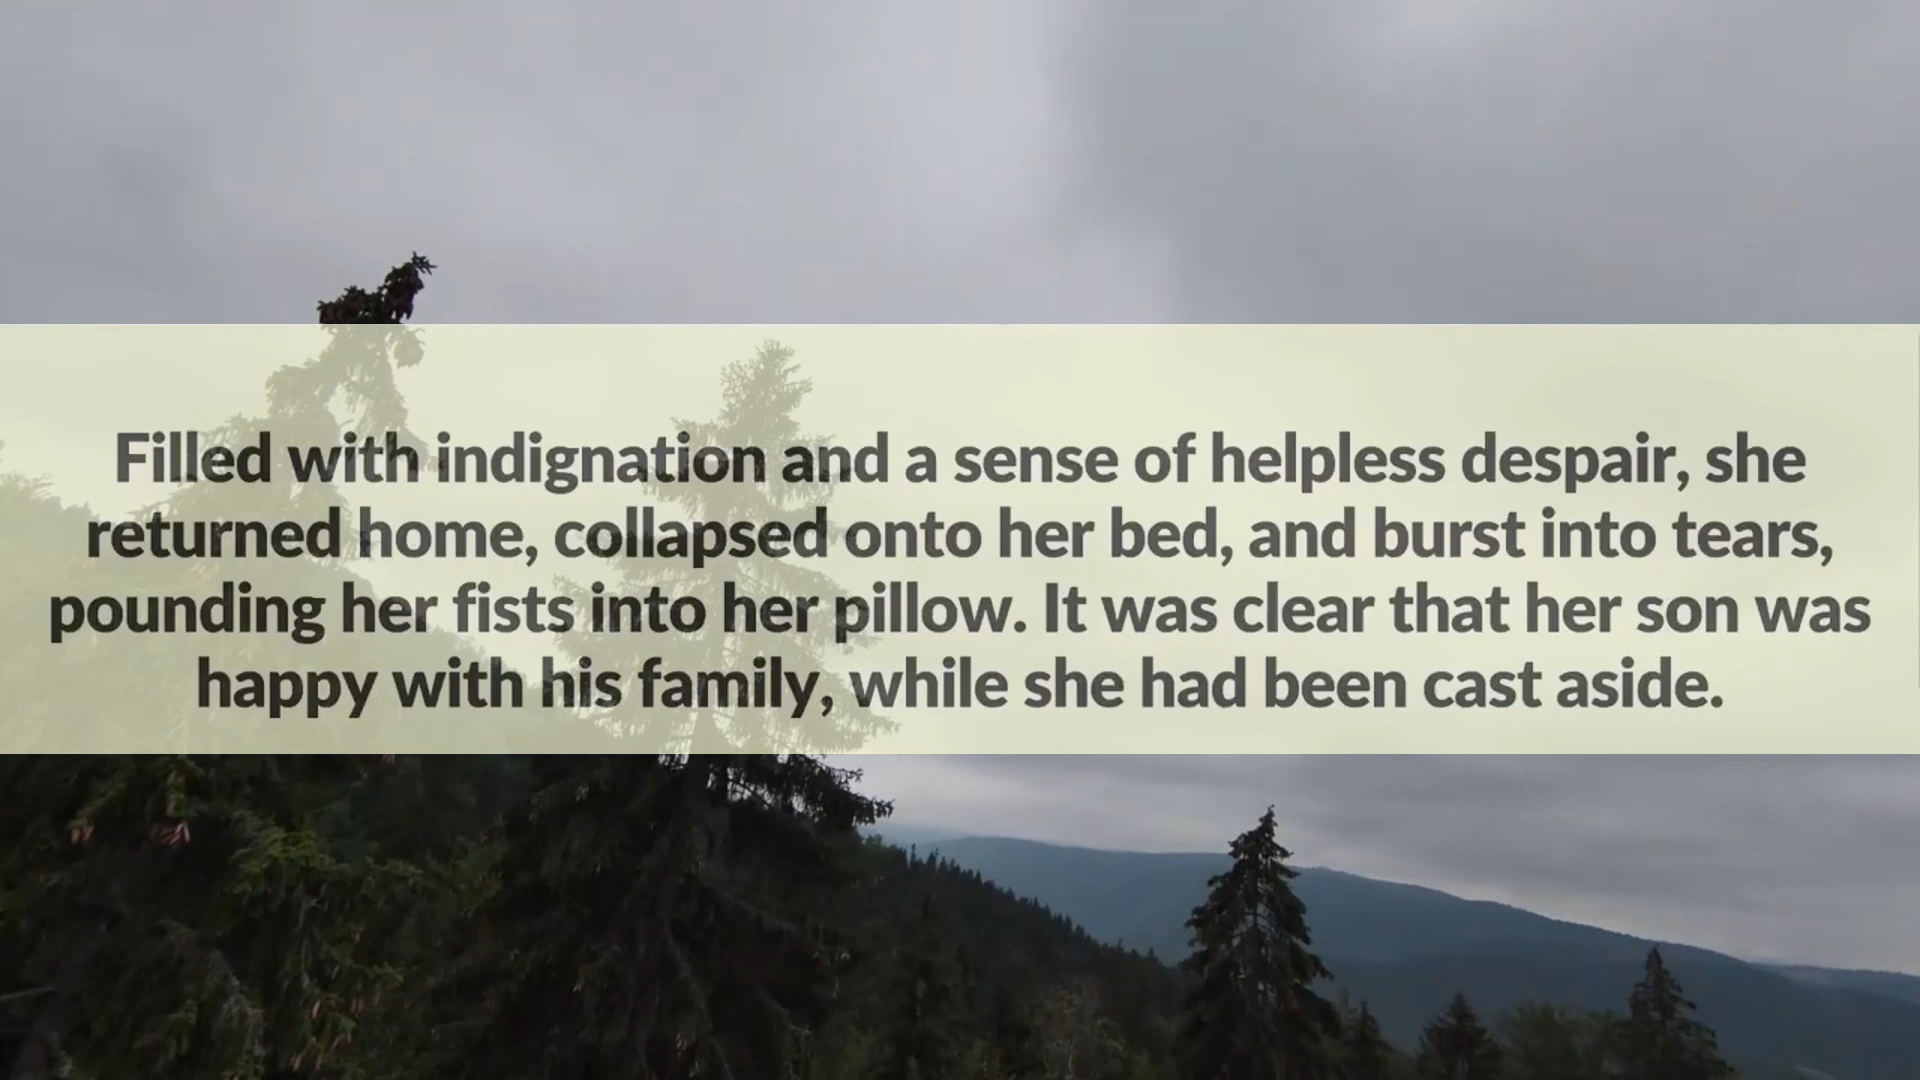 Filled with indignation and a sense of helpless despair, she
returned home, collapsed onto her bed, and burst into tears,
pounding her fists into her pillow. It was clear that her son was
happy with his family, while she had been cast aside.